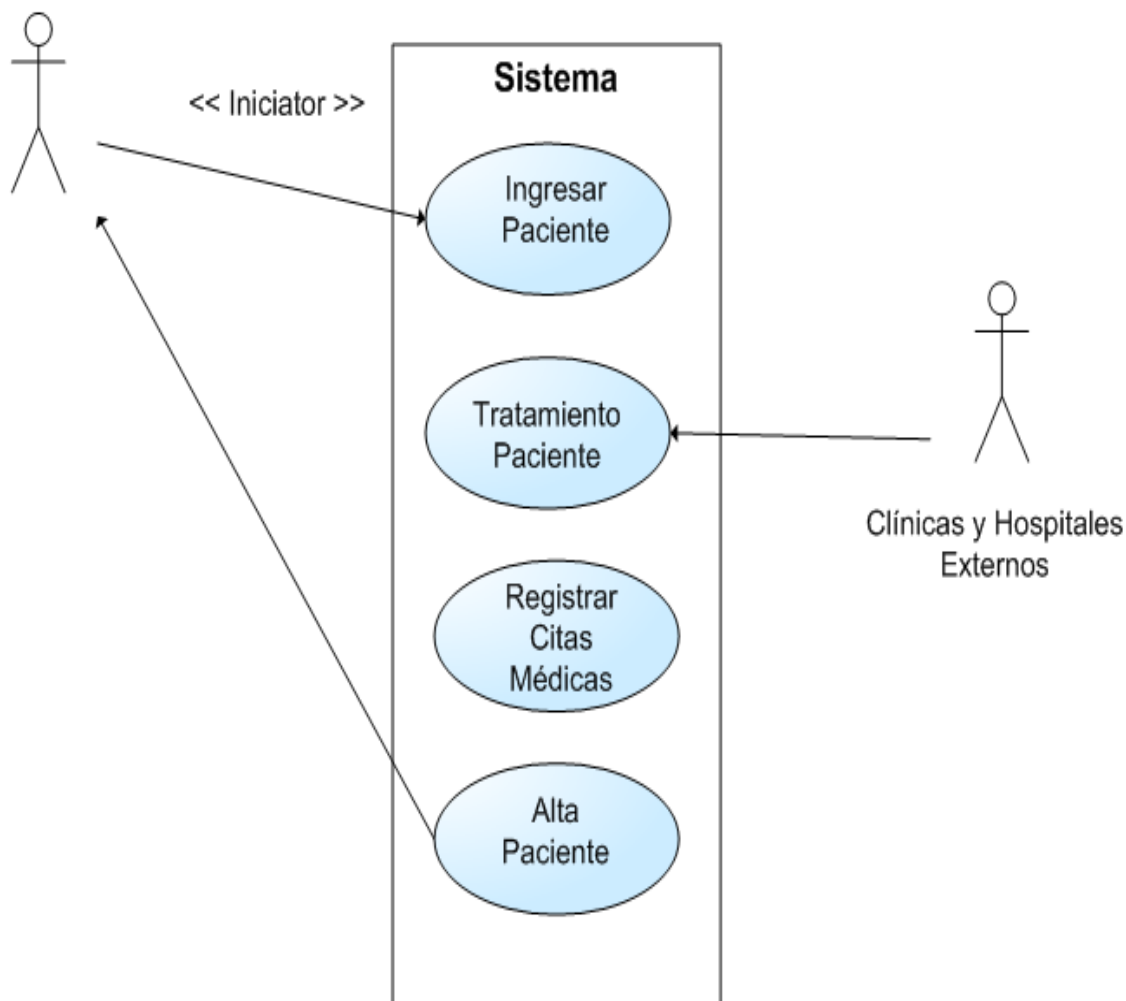 Sistema
<< Iniciator >>
Ingresar
Paciente
Tratamiento
Paciente
Clínicas y Hospitales
Externos
Registrar
Citas
Médicas
Alta
Paciente